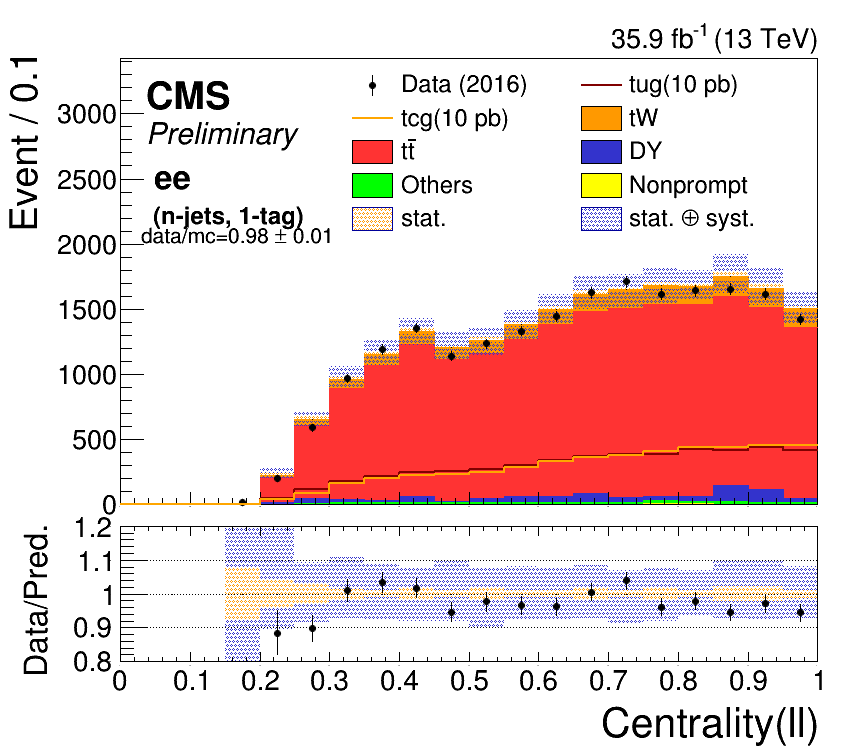 35.9 fb⁻¹ (13 TeV)
Event / 0.1
3000
2500
2000
1500
1000
500
0
CMS
Preliminary
ee
(n-jets, 1-tag)
data/mc=0.98 ± 0.01
Data (2016)
tug(10 pb)
tcg(10 pb)
tW
tt̄
DY
Others
Nonprompt
stat.
stat. ⊕ syst.
Data/Pred.
1.2
1.1
1
0.9
0.8
0 0.1 0.2 0.3 0.4 0.5 0.6 0.7 0.8 0.9 1
Centrality(ll)